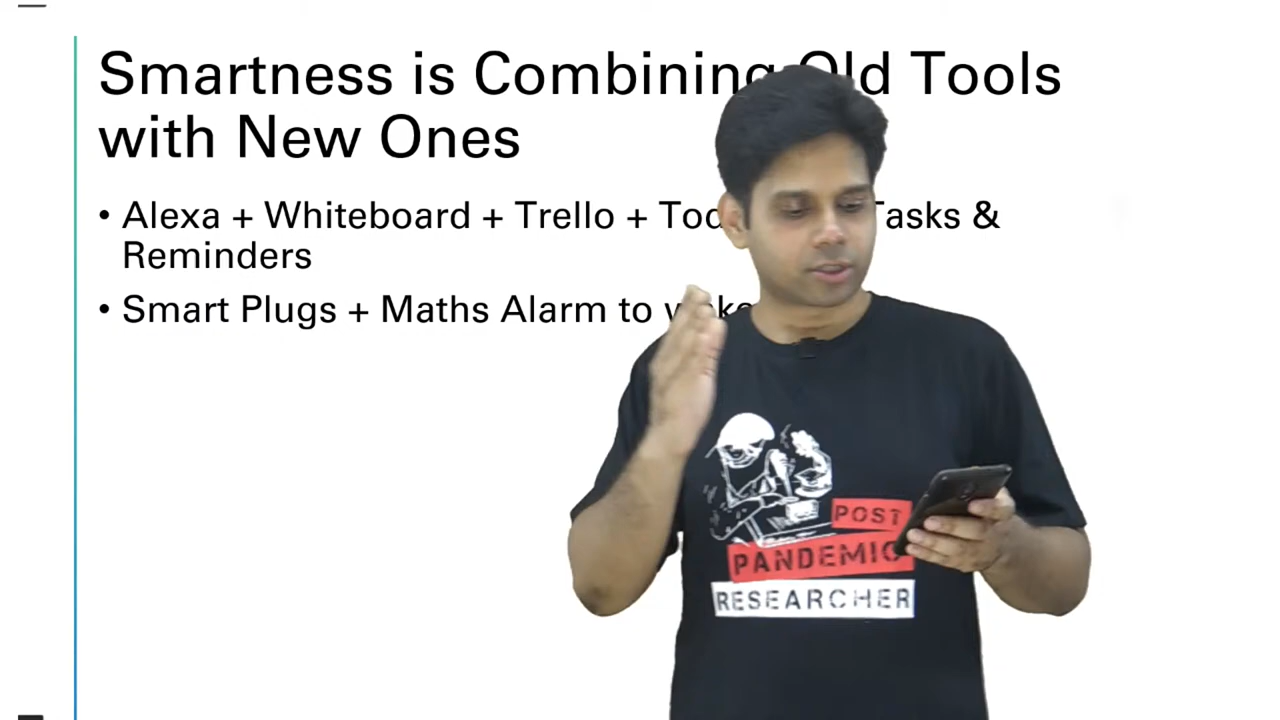 Smartness is Combining Old Tools
with New Ones
• Alexa + Whiteboard + Trello + Tasks &
Reminders
• Smart Plugs + Maths Alarm to
POST
PANDEMIC
RESEARCHER